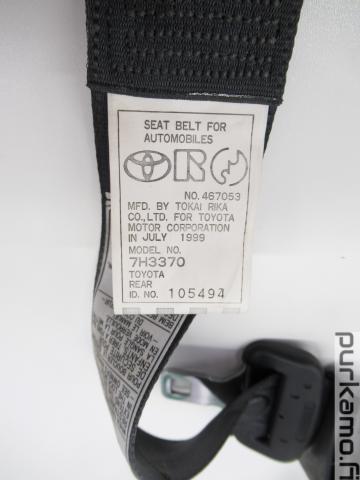 SEAT BELT FOR
AUTOMOBILES
NO. 467053
MFD. BY TOKAI RIKA
CO., LTD. FOR TOYOTA
MOTOR CORPORATION
IN JULY 1999
MODEL NO.
7H3370
TOYOTA
REAR
ID. NO. 105494
purkamo.fi